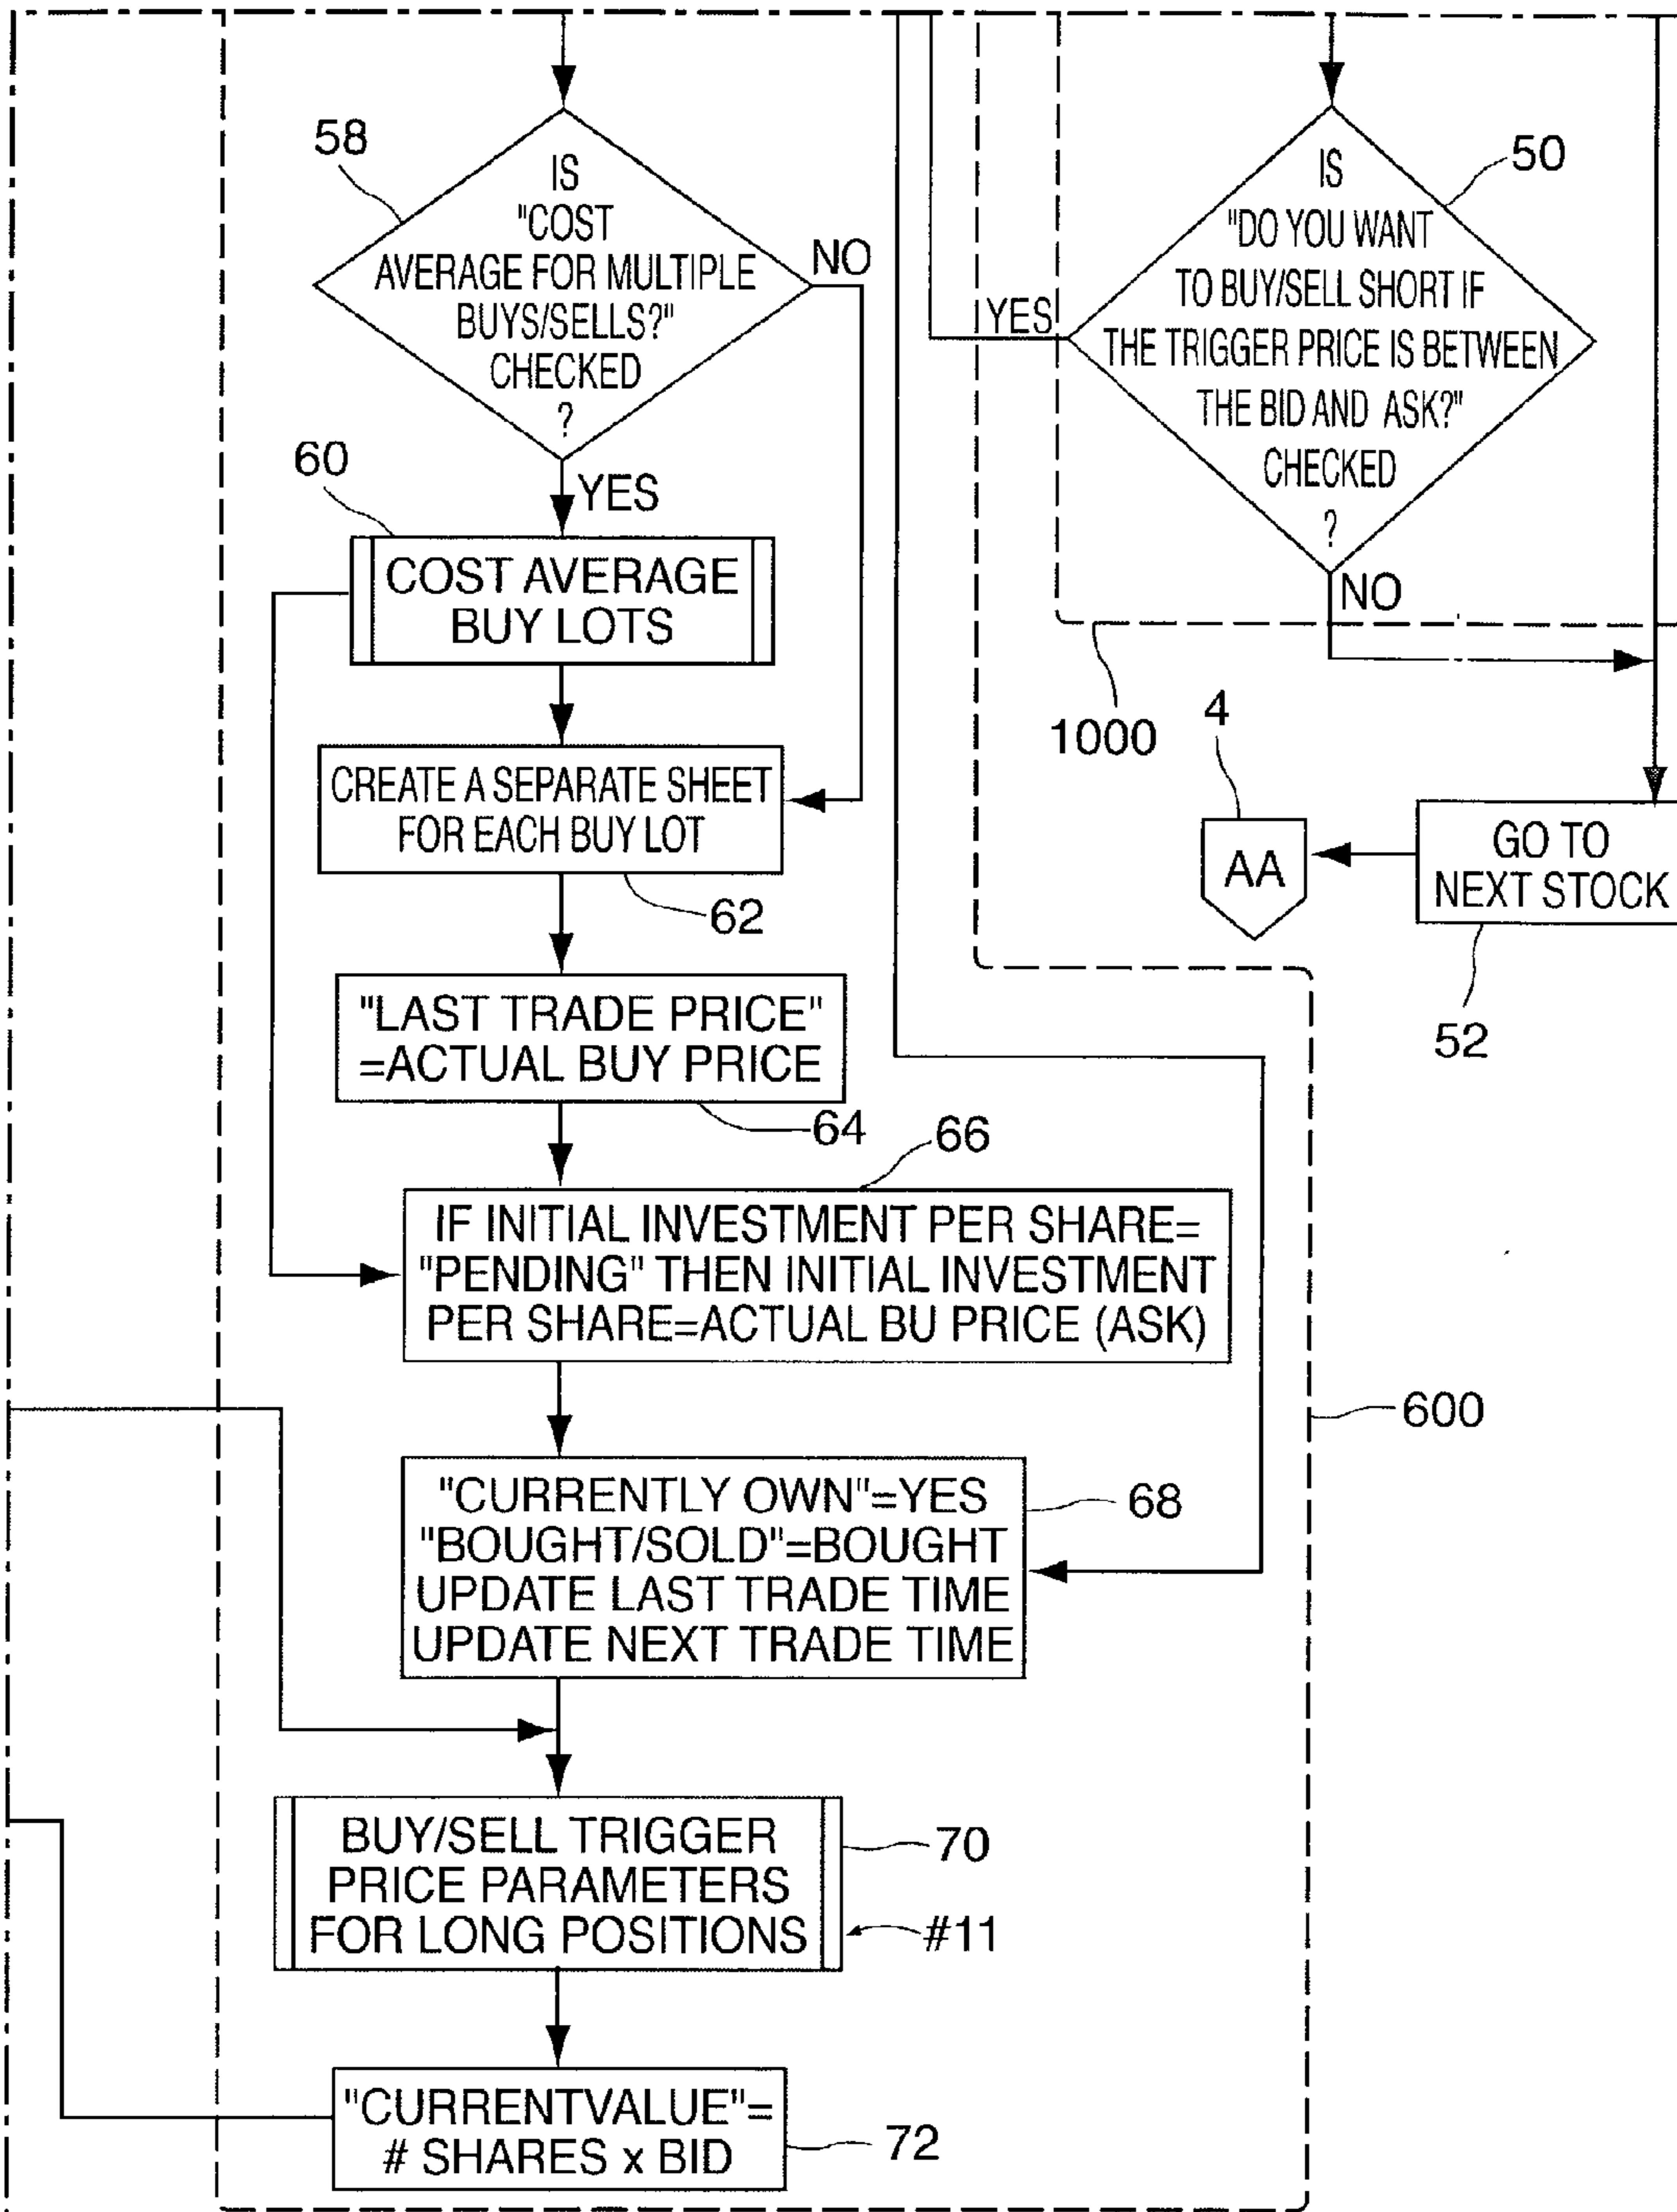 58
IS
"COST
AVERAGE FOR MULTIPLE
BUYS/SELLS?"
CHECKED
?
NO
YES
60
COST AVERAGE
BUY LOTS
CREATE A SEPARATE SHEET
FOR EACH BUY LOT
62
"LAST TRADE PRICE"
=ACTUAL BUY PRICE
64
66
IF INITIAL INVESTMENT PER SHARE=
"PENDING" THEN INITIAL INVESTMENT
PER SHARE=ACTUAL BU PRICE (ASK)
"CURRENTLY OWN"=YES
"BOUGHT/SOLD"=BOUGHT
UPDATE LAST TRADE TIME
UPDATE NEXT TRADE TIME
68
BUY/SELL TRIGGER
PRICE PARAMETERS
FOR LONG POSITIONS
70
#11
"CURRENTVALUE"=
# SHARES x BID
72
600
50
IS
"DO YOU WANT
TO BUY/SELL SHORT IF
THE TRIGGER PRICE IS BETWEEN
THE BID AND ASK?"
CHECKED
?
YES
NO
1000
4
AA
GO TO
NEXT STOCK
52